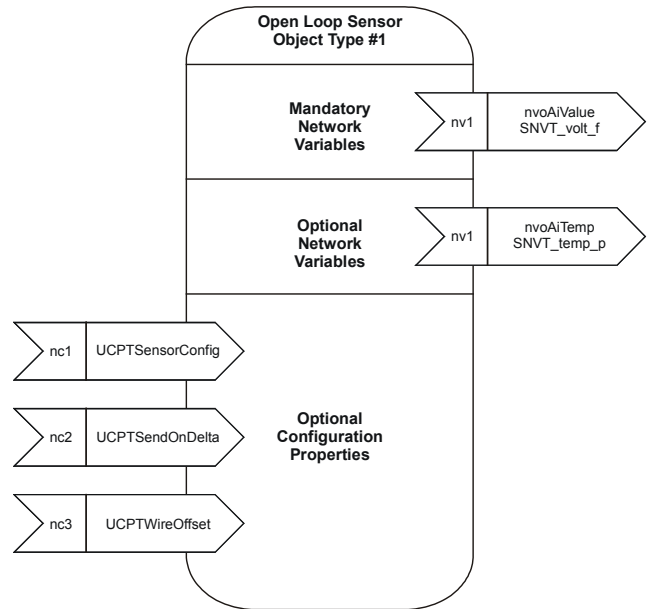 Open Loop Sensor
Object Type #1
Mandatory
Network
Variables
nv1
nvoAiValue
SNVT_volt_f
Optional
Network
Variables
nv1
nvoAiTemp
SNVT_temp_p
nc1
UCPTSensorConfig
nc2
UCPTSendOnDelta
Optional
Configuration
Properties
nc3
UCPTWireOffset